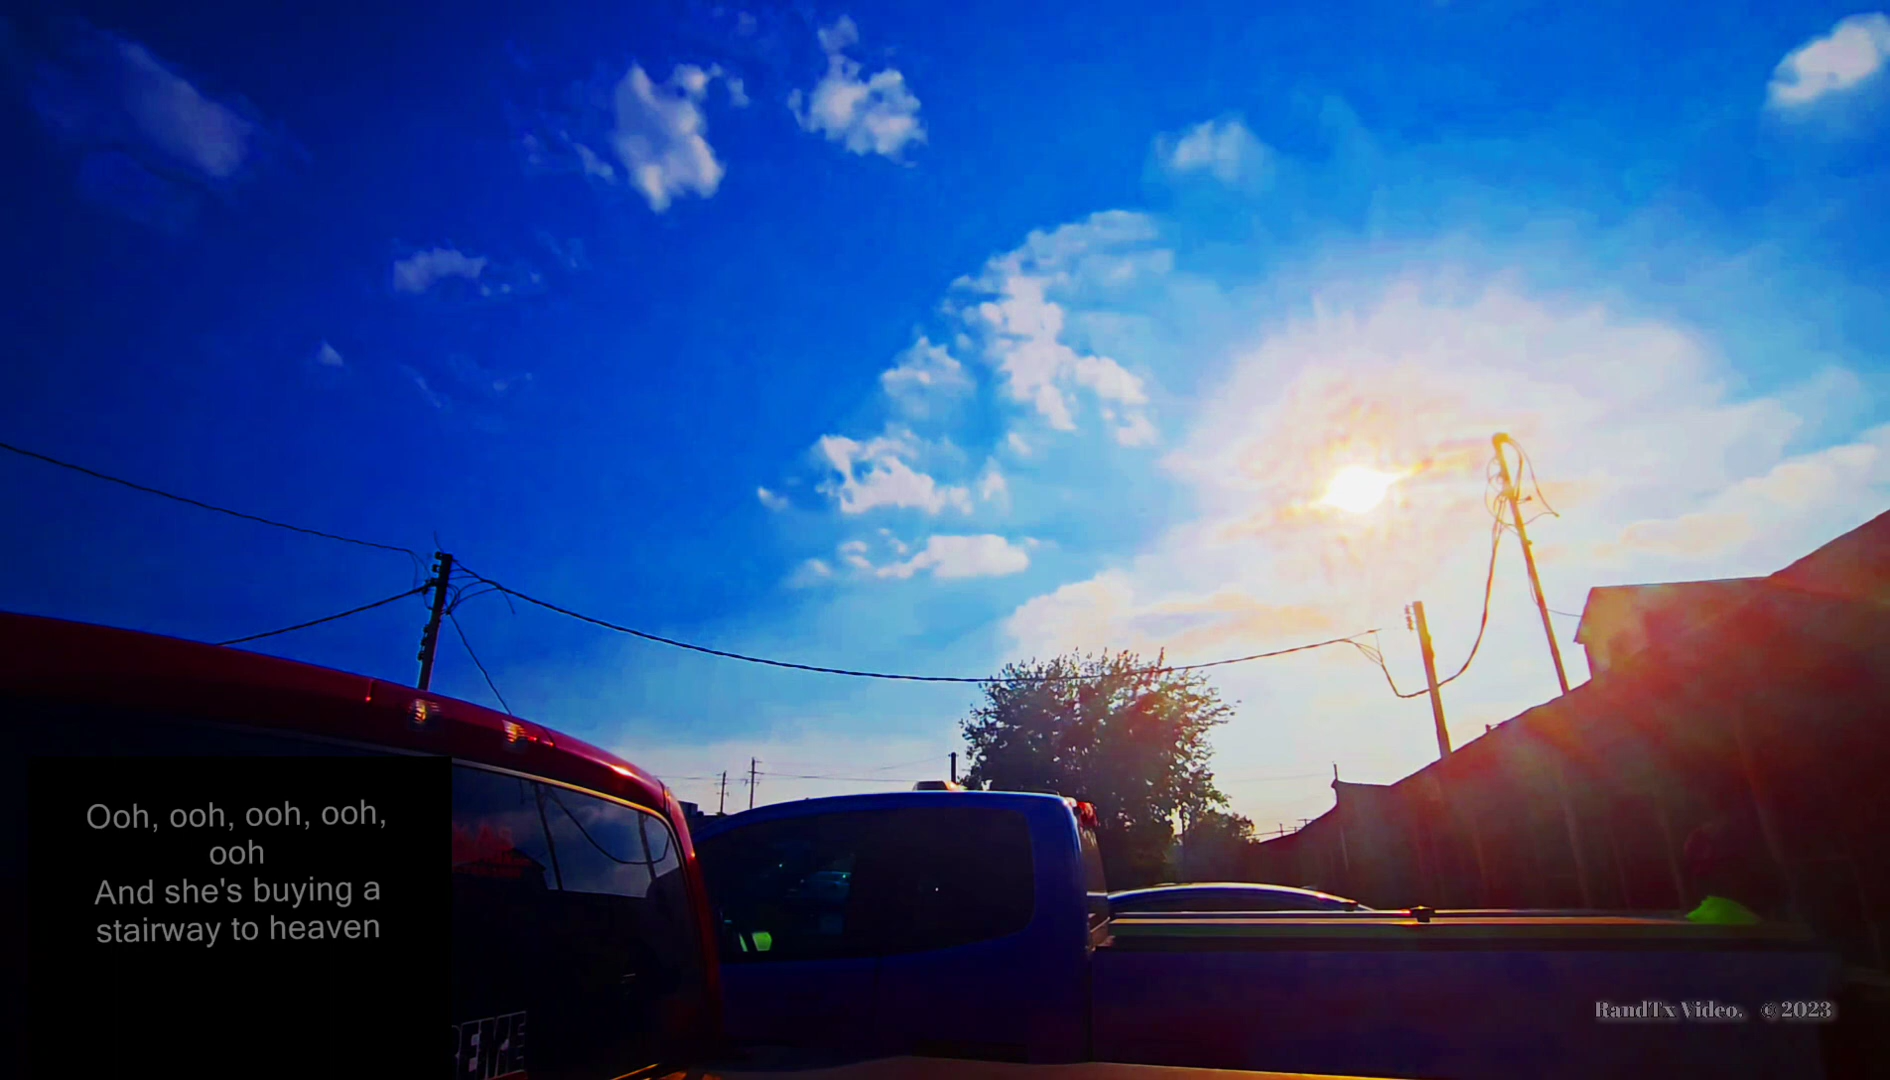 Ooh, ooh, ooh, ooh,
ooh
And she's buying a
stairway to heaven
RandTx Video. © 2023